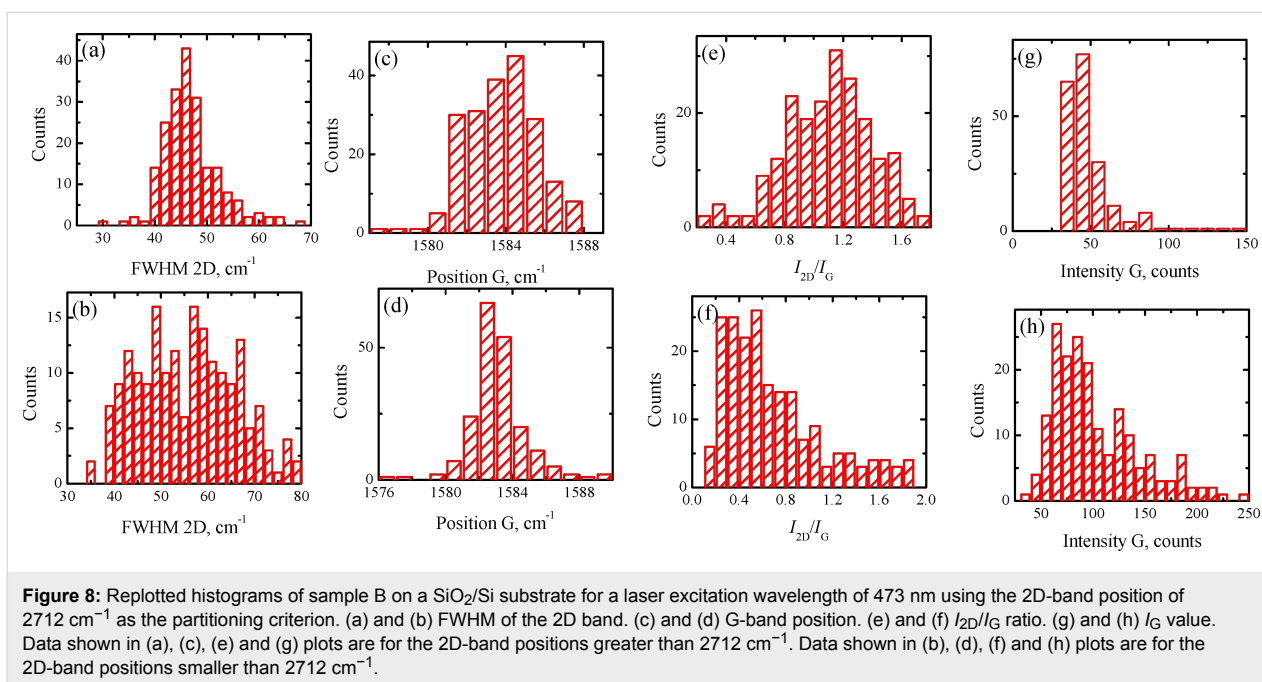 (a)
Counts
40
30
20
10
0
30 40 50 60 70
FWHM 2D, cm⁻¹
(c)
Counts
40
20
0
1580 1584 1588
Position G, cm⁻¹
(e)
Counts
20
0
0.4 0.8 1.2 1.6
I2D/IG
(g)
Counts
50
0
0 50 100 150
Intensity G, counts
(b)
Counts
15
10
5
0
30 40 50 60 70 80
FWHM 2D, cm⁻¹
(d)
Counts
50
0
1576 1580 1584 1588
Position G, cm⁻¹
(f)
Counts
20
10
0
0.0 0.4 0.8 1.2 1.6 2.0
I2D/IG
(h)
Counts
20
10
0
50 100 150 200 250
Intensity G, counts
Figure 8: Replotted histograms of sample B on a SiO₂/Si substrate for a laser excitation wavelength of 473 nm using the 2D-band position of
2712 cm⁻¹ as the partitioning criterion. (a) and (b) FWHM of the 2D band. (c) and (d) G-band position. (e) and (f) I2D/IG ratio. (g) and (h) IG value.
Data shown in (a), (c), (e) and (g) plots are for the 2D-band positions greater than 2712 cm⁻¹. Data shown in (b), (d), (f) and (h) plots are for the
2D-band positions smaller than 2712 cm⁻¹.